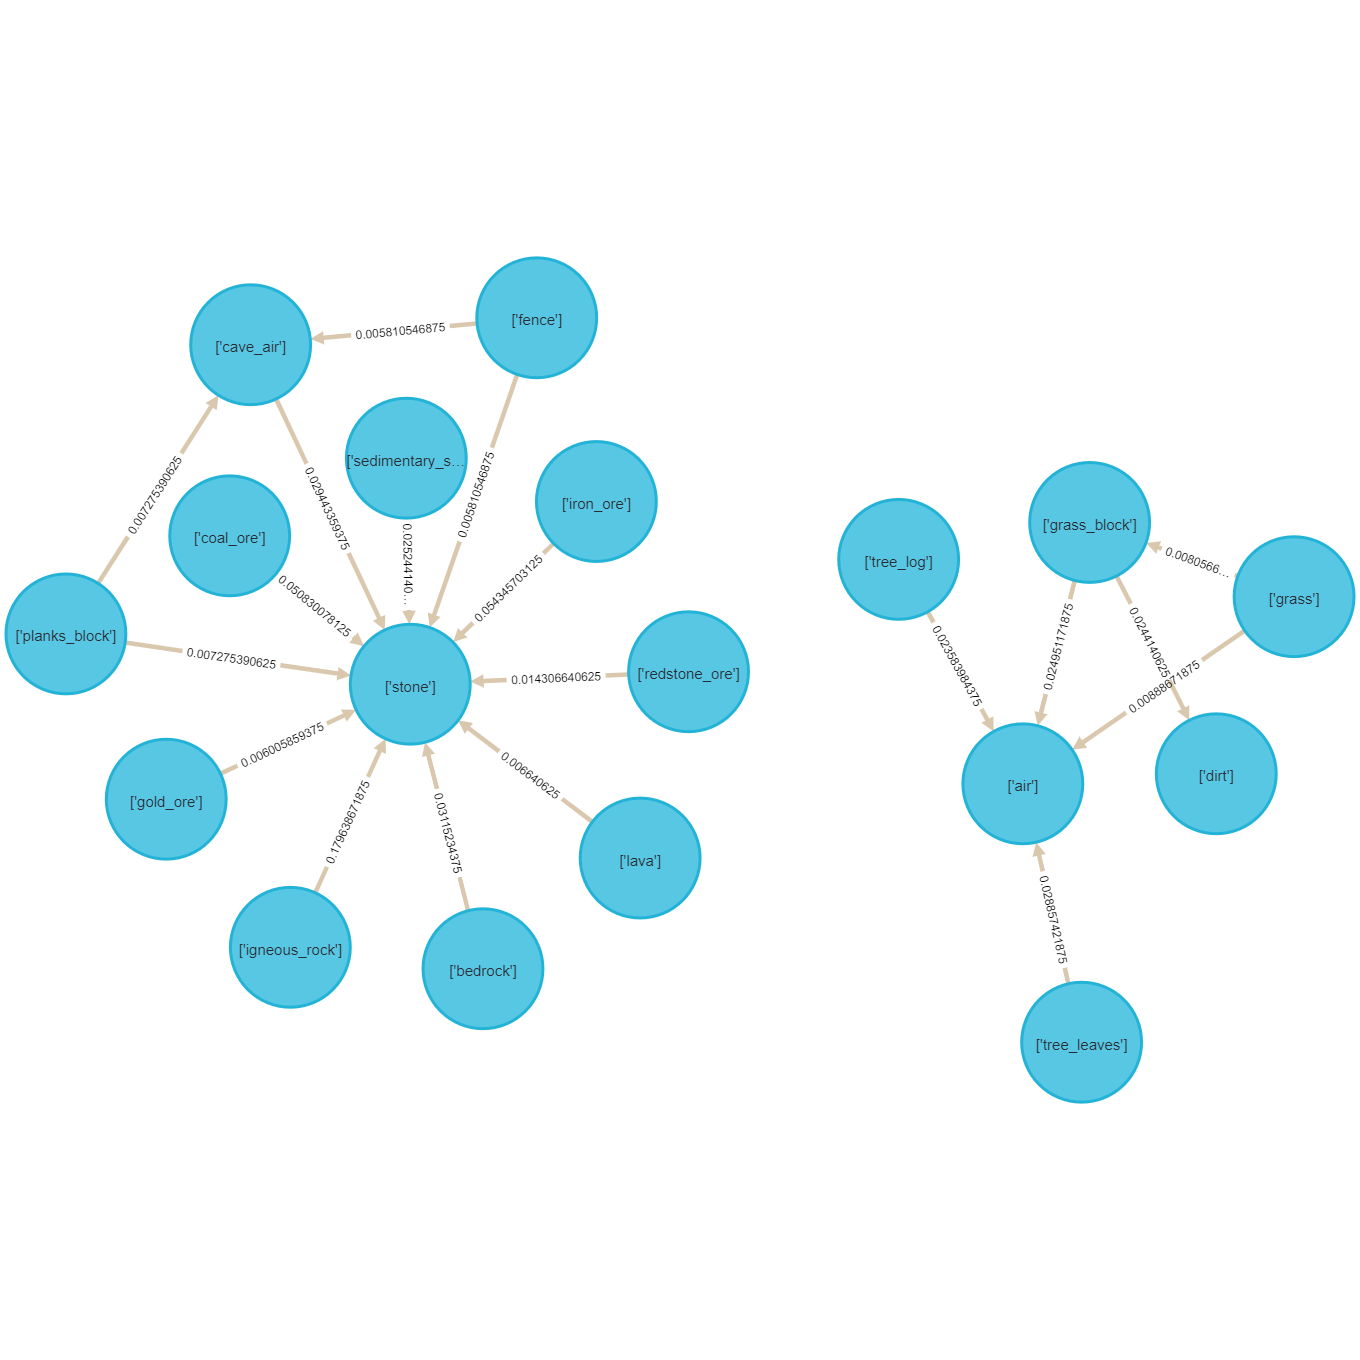 ['fence']
['cave_air']
0.005810546875
['sedimentary_s...
0.007275390625
0.029443359375
0.005810546875
['iron_ore']
['coal_ore']
0.025244140...
0.054345703125
0.050830078125
['planks_block']
0.007275390625
['stone']
0.014306640625
['redstone_ore']
0.006005859375
['gold_ore']
0.179638671875
0.03115234375
0.006640625
['lava']
['igneous_rock']
['bedrock']
['grass_block']
['tree_log']
0.0080566...
['grass']
0.023583984375
0.024951171875
0.0244140625
0.00888671875
['air']
['dirt']
0.028857421875
['tree_leaves']